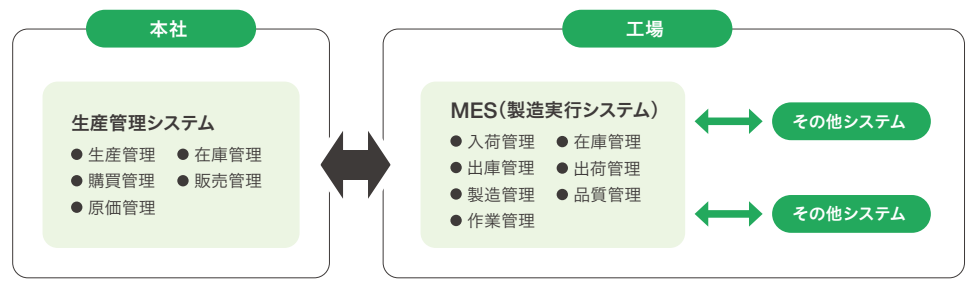 本社
生産管理システム
● 生産管理 ● 在庫管理
● 購買管理 ● 販売管理
● 原価管理
工場
MES（製造実行システム）
● 入荷管理 ● 在庫管理
● 出庫管理 ● 出荷管理
● 製造管理 ● 品質管理
● 作業管理
その他システム
その他システム